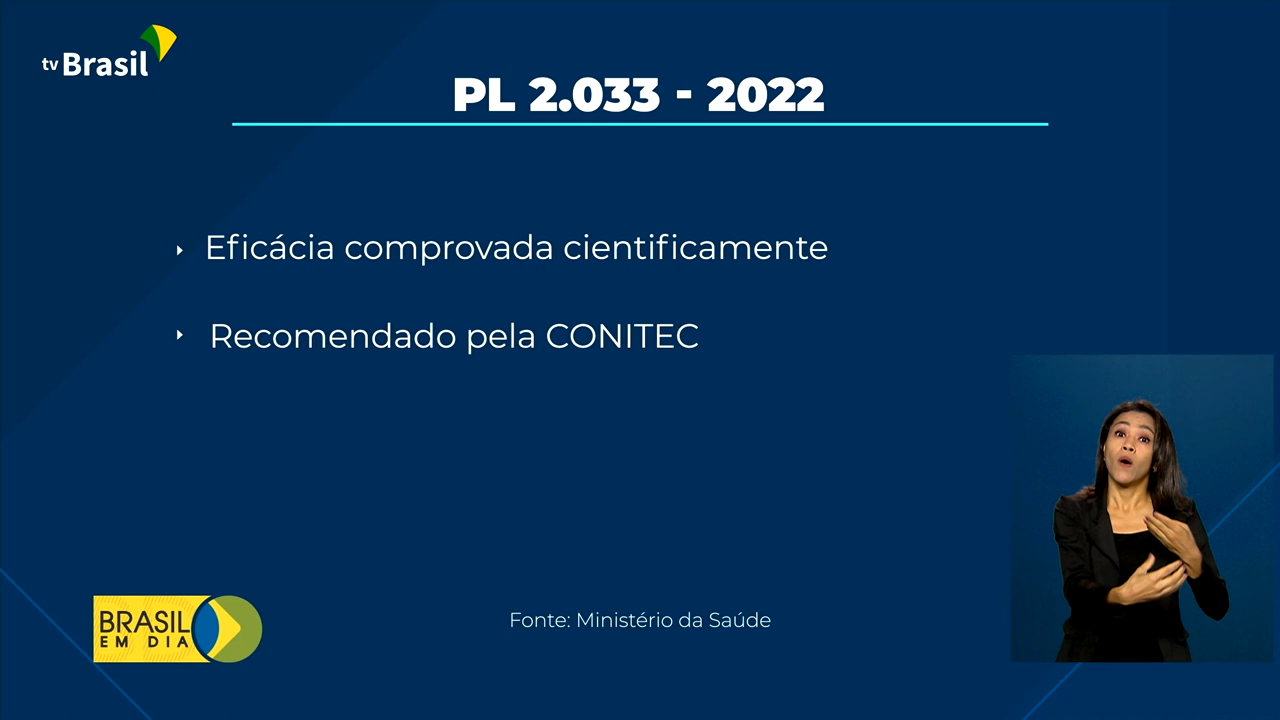 tv Brasil
PL 2.033 - 2022
Eficácia comprovada cientificamente
Recomendado pela CONITEC
BRASIL
EM DIA
Fonte: Ministério da Saúde